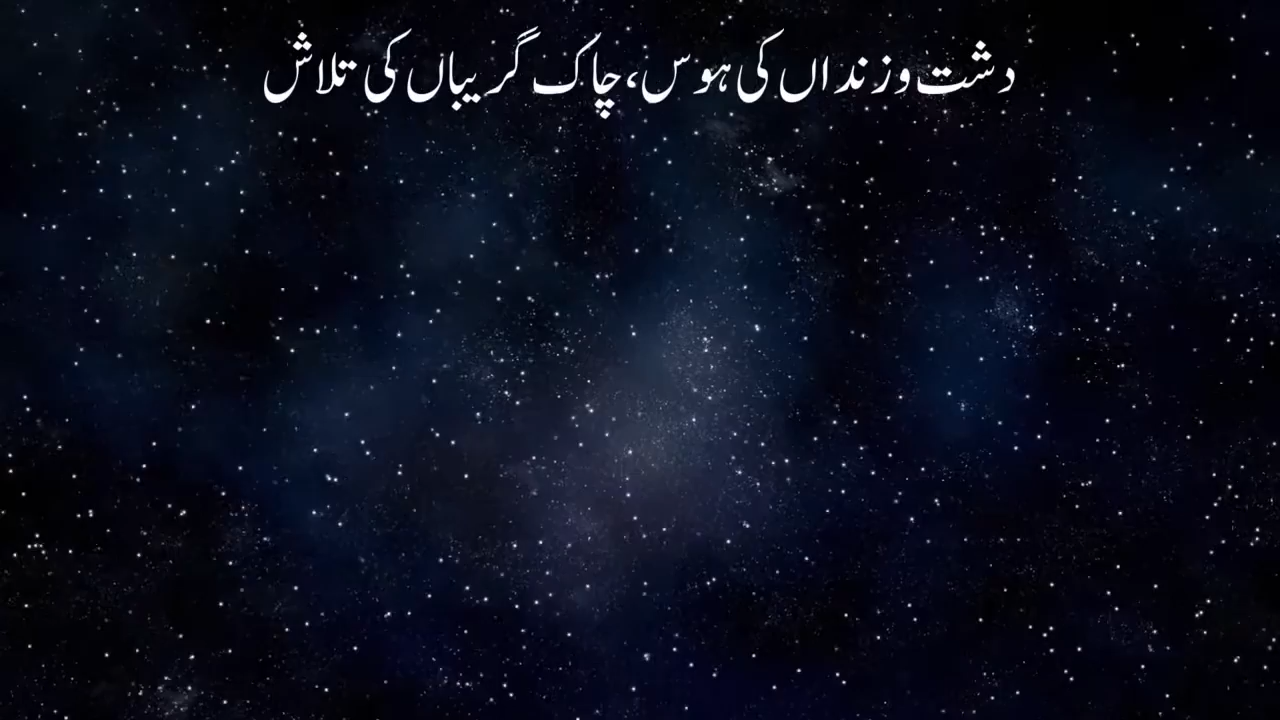 دشت و زنداں کی ہوس، چاک گریباں کی تلاش